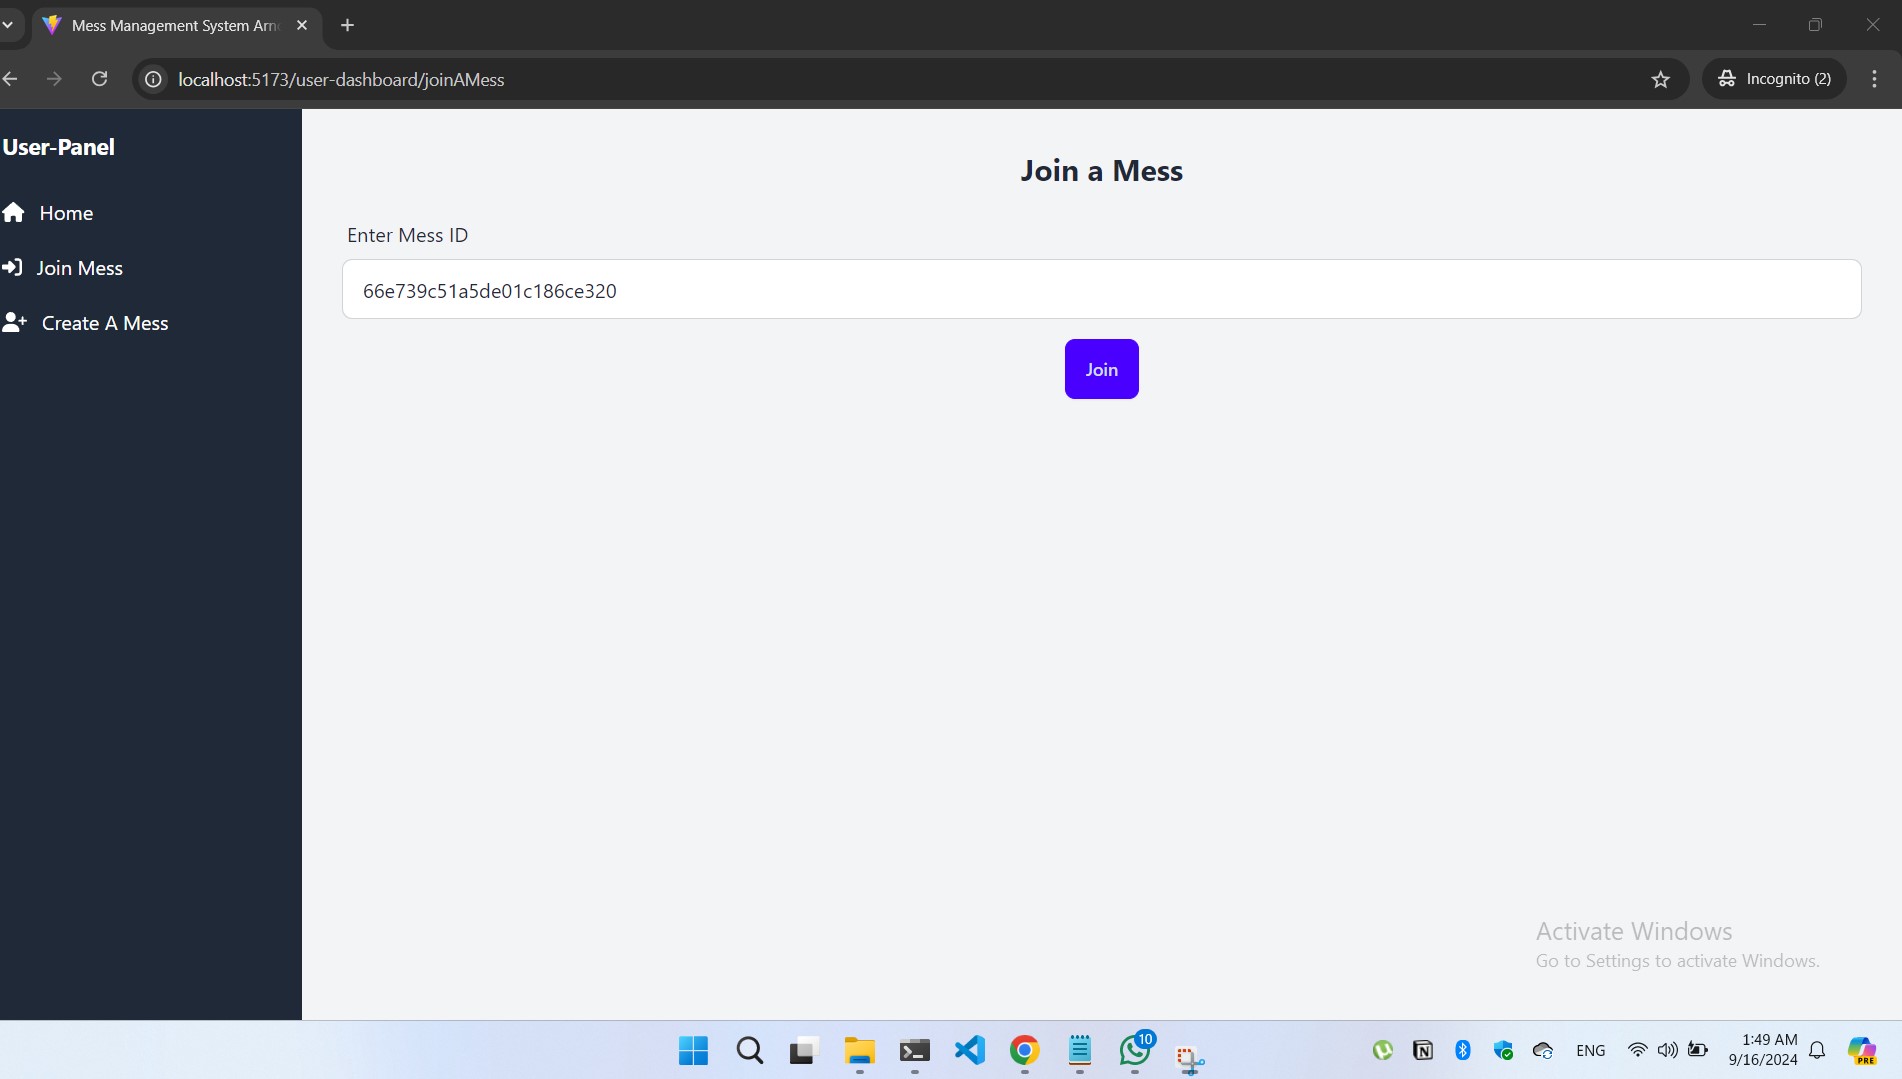 Mess Management System Arn
localhost:5173/user-dashboard/joinAMess
Incognito (2)
User-Panel
Home
Join Mess
Create A Mess
Join a Mess
Enter Mess ID
66e739c51a5de01c186ce320
Join
Activate Windows
Go to Settings to activate Windows.
10
ENG
1:49 AM
9/16/2024
PRE